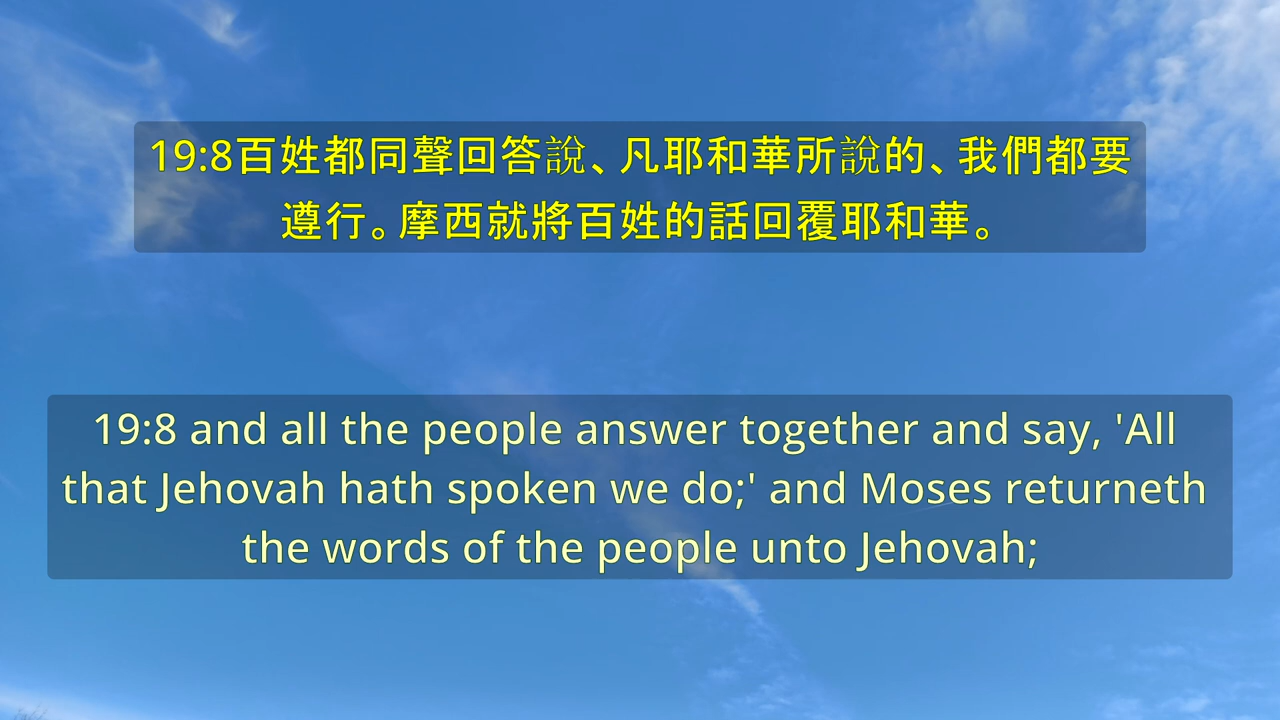 19:8百姓都同聲回答說、凡耶和華所說的、我們都要
遵行。摩西就將百姓的話回覆耶和華。
19:8 and all the people answer together and say, 'All
that Jehovah hath spoken we do;' and Moses returneth
the words of the people unto Jehovah;